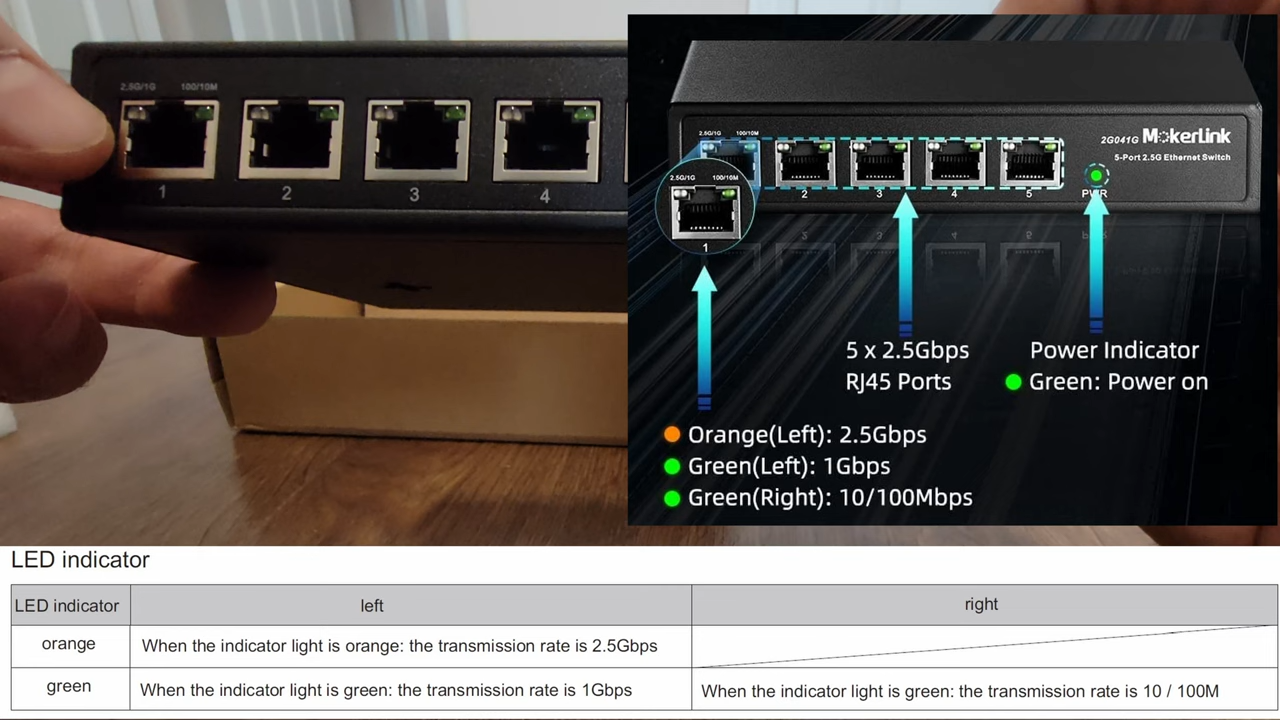 2.5G/1G 100/10M
1 2 3 4
2G041G MokerLink
5-Port 2.5G Ethernet Switch
2.5G/1G 100/10M
2 3 4 5 PWR
2.5G/1G 100/10M
1
5 x 2.5Gbps
RJ45 Ports
Power Indicator
Green: Power on
Orange(Left): 2.5Gbps
Green(Left): 1Gbps
Green(Right): 10/100Mbps
LED indicator
LED indicator left right
orange When the indicator light is orange: the transmission rate is 2.5Gbps
green When the indicator light is green: the transmission rate is 1Gbps When the indicator light is green: the transmission rate is 10 / 100M